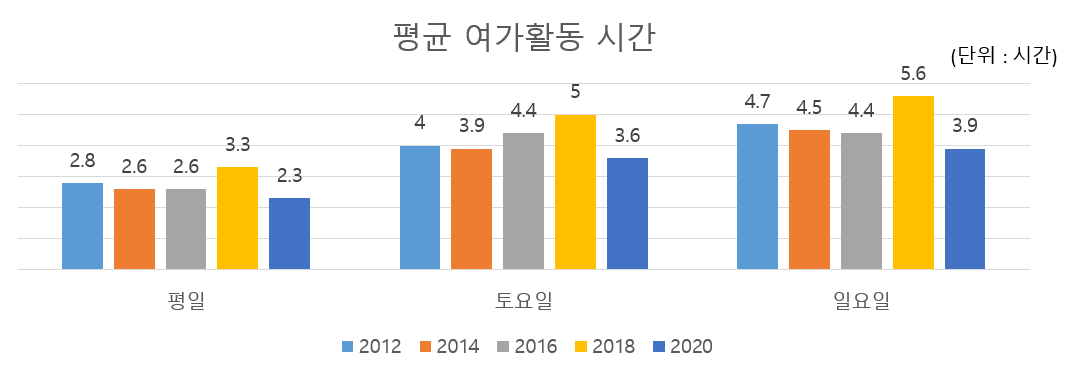 평균 여가활동 시간
(단위 : 시간)
2.8 2.6 2.6 3.3 2.3
4 3.9 4.4 5 3.6
4.7 4.5 4.4 5.6 3.9
평일 토요일 일요일
2012 2014 2016 2018 2020